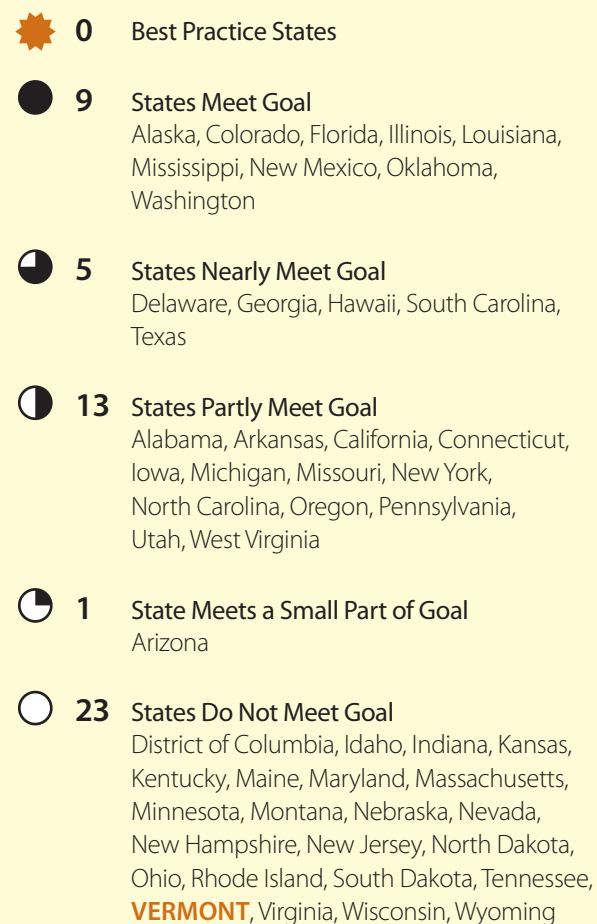 0 Best Practice States
9 States Meet Goal
Alaska, Colorado, Florida, Illinois, Louisiana,
Mississippi, New Mexico, Oklahoma,
Washington
5 States Nearly Meet Goal
Delaware, Georgia, Hawaii, South Carolina,
Texas
13 States Partly Meet Goal
Alabama, Arkansas, California, Connecticut,
Iowa, Michigan, Missouri, New York,
North Carolina, Oregon, Pennsylvania,
Utah, West Virginia
1 State Meets a Small Part of Goal
Arizona
23 States Do Not Meet Goal
District of Columbia, Idaho, Indiana, Kansas,
Kentucky, Maine, Maryland, Massachusetts,
Minnesota, Montana, Nebraska, Nevada,
New Hampshire, New Jersey, North Dakota,
Ohio, Rhode Island, South Dakota, Tennessee,
VERMONT, Virginia, Wisconsin, Wyoming